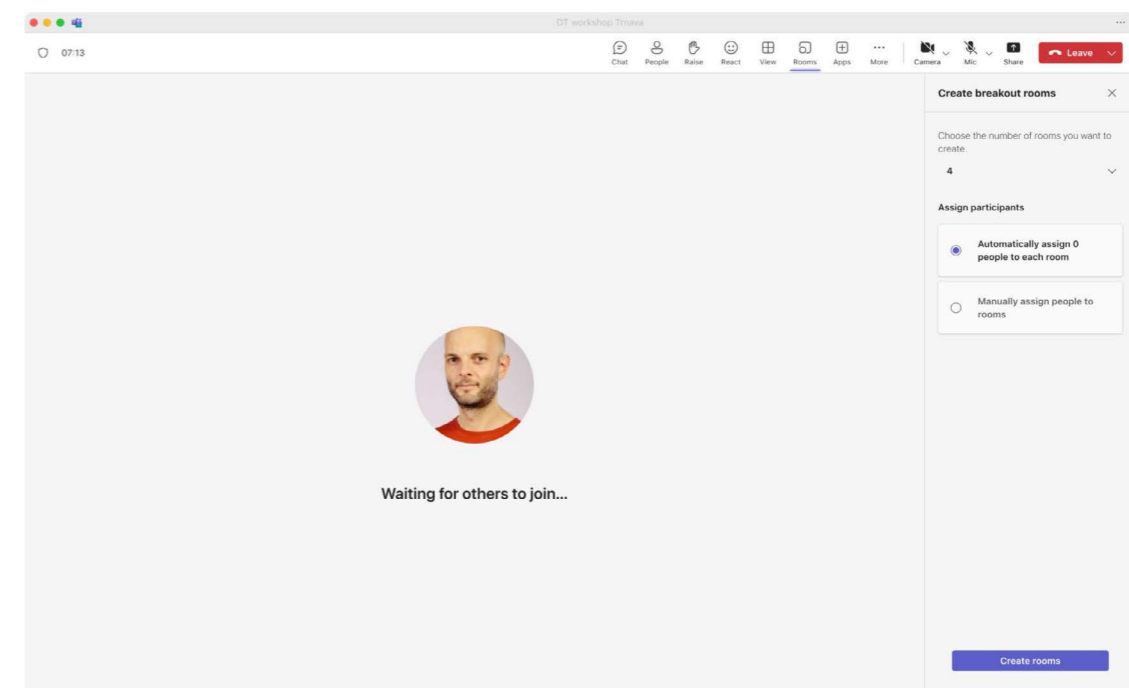 DT workshop Trnava
07:13
Chat People Raise React View Rooms Apps More Camera Mic Share Leave
Create breakout rooms
Choose the number of rooms you want to
create.
4
Assign participants
Automatically assign 0
people to each room
Manually assign people to
rooms
Waiting for others to join...
Create rooms